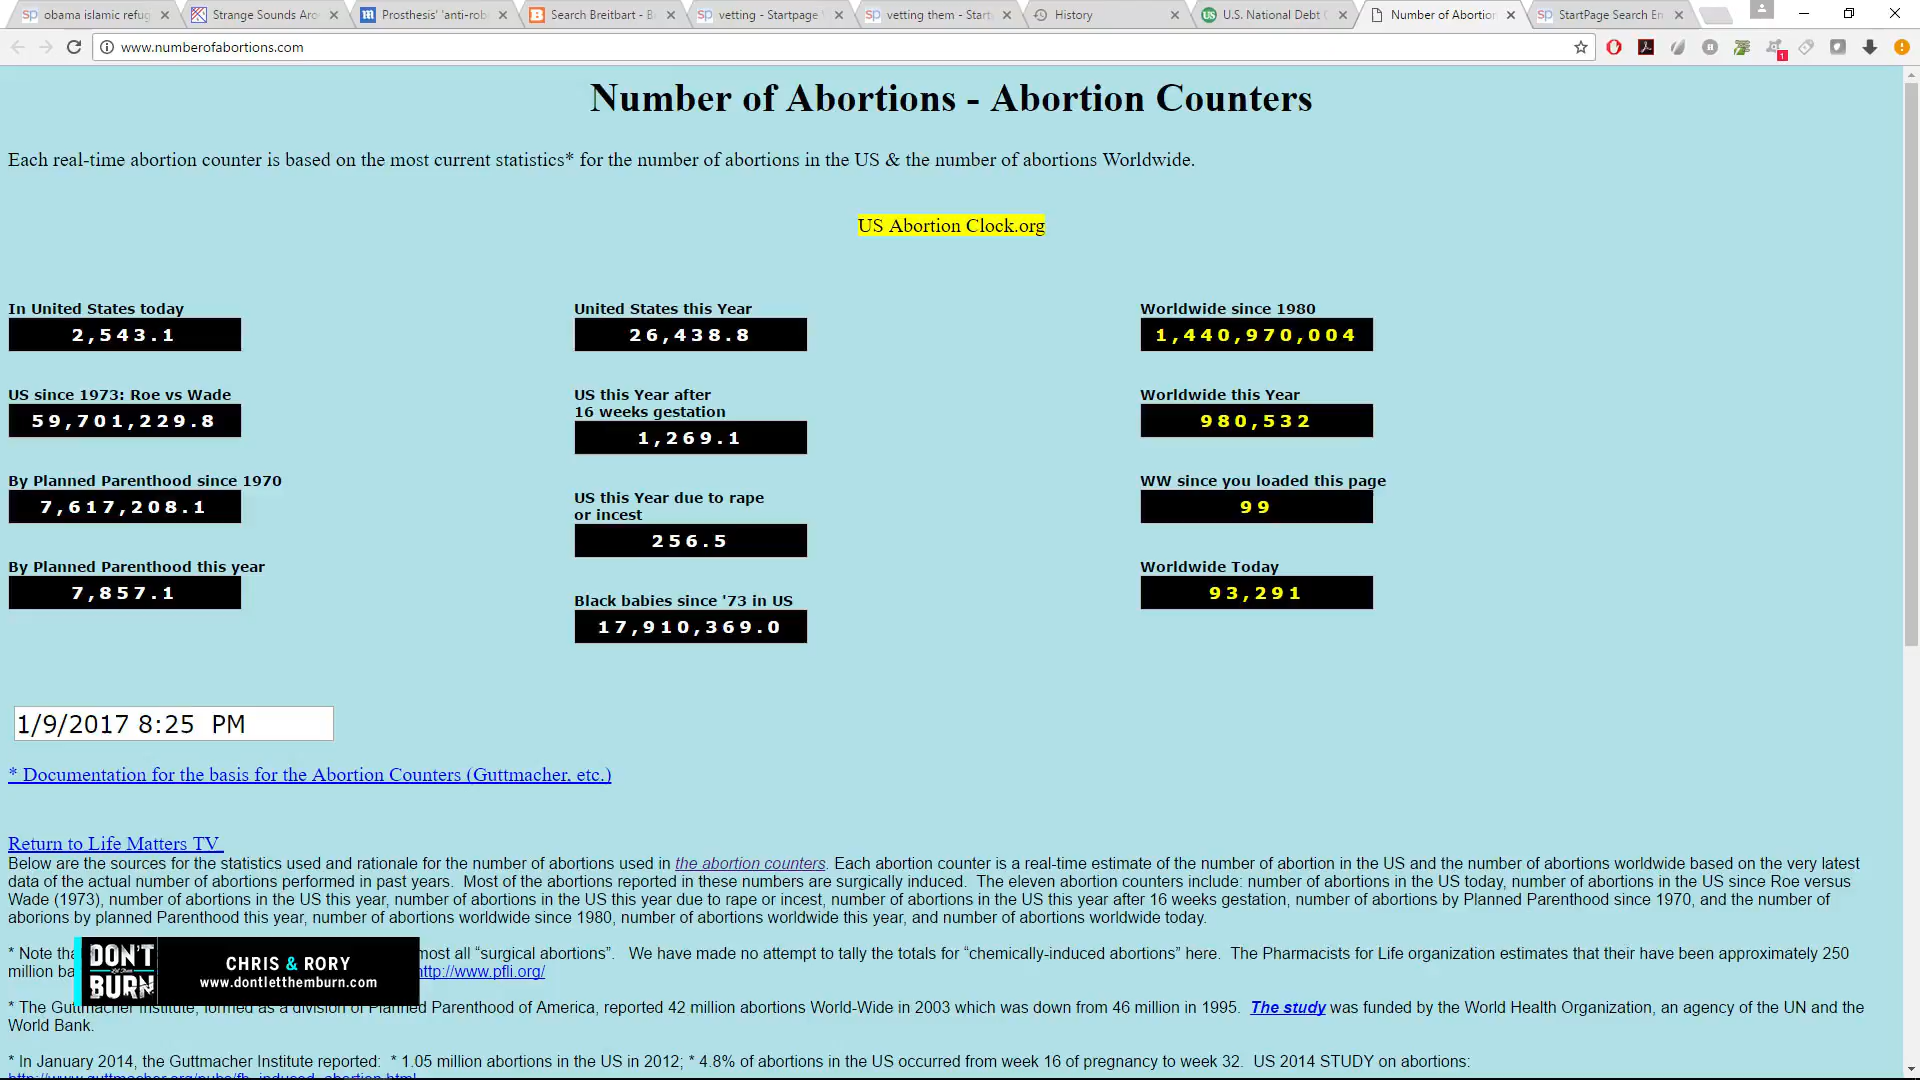 obama islamic refug
Strange Sounds Aro
Prosthesis' 'anti-rob
Search Breitbart - B
vetting - Startpage
vetting them - Start
History
U.S. National Debt
Number of Abortion
StartPage Search En
www.numberofabortions.com
1
Number of Abortions - Abortion Counters
Each real-time abortion counter is based on the most current statistics* for the number of abortions in the US & the number of abortions Worldwide.
US Abortion Clock.org
In United States today
2,543.1
US since 1973: Roe vs Wade
59,701,229.8
By Planned Parenthood since 1970
7,617,208.1
By Planned Parenthood this year
7,857.1
United States this Year
26,438.8
US this Year after
16 weeks gestation
1,269.1
US this Year due to rape
or incest
256.5
Black babies since '73 in US
17,910,369.0
Worldwide since 1980
1,440,970,004
Worldwide this Year
980,532
WW since you loaded this page
99
Worldwide Today
93,291
1/9/2017 8:25 PM
* Documentation for the basis for the Abortion Counters (Guttmacher, etc.)
Return to Life Matters TV
Below are the sources for the statistics used and rationale for the number of abortions used in the abortion counters. Each abortion counter is a real-time estimate of the number of abortion in the US and the number of abortions worldwide based on the very latest
data of the actual number of abortions performed in past years. Most of the abortions reported in these numbers are surgically induced. The eleven abortion counters include: number of abortions in the US today, number of abortions in the US since Roe versus
Wade (1973), number of abortions in the US this year, number of abortions in the US this year due to rape or incest, number of abortions in the US this year after 16 weeks gestation, number of abortions by Planned Parenthood since 1970, and the number of
aborions by planned Parenthood this year, number of abortions worldwide since 1980, number of abortions worldwide this year, and number of abortions worldwide today.
* Note tha most all “surgical abortions”. We have made no attempt to tally the totals for “chemically-induced abortions” here. The Pharmacists for Life organization estimates that their have been approximately 250
million ba http://www.pfli.org/
DON'T
Let Them
BURN
CHRIS & RORY
www.dontletthemburn.com
* The Guttmacher Institute, formed as a division of Planned Parenthood of America, reported 42 million abortions World-Wide in 2003 which was down from 46 million in 1995. The study was funded by the World Health Organization, an agency of the UN and the
World Bank.
* In January 2014, the Guttmacher Institute reported: * 1.05 million abortions in the US in 2012; * 4.8% of abortions in the US occurred from week 16 of pregnancy to week 32. US 2014 STUDY on abortions:
http://www.guttmacher.org/pubs/fb_induced_abortion.html